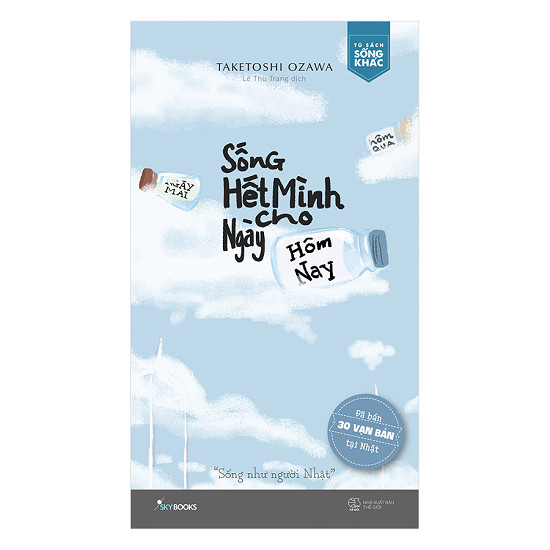 TỦ SÁCH
SỐNG
KHÁC
TAKETOSHI OZAWA
Lê Thu Trang dịch
hôm
QUA
NGÀY
MAI
Sống
Hết Mình
cho
Ngày
Hôm
Nay
Đã bán
30 VẠN BẢN
tại Nhật
“Sống như người Nhật”
SKYBOOKS
NHÀ XUẤT BẢN
THẾ GIỚI